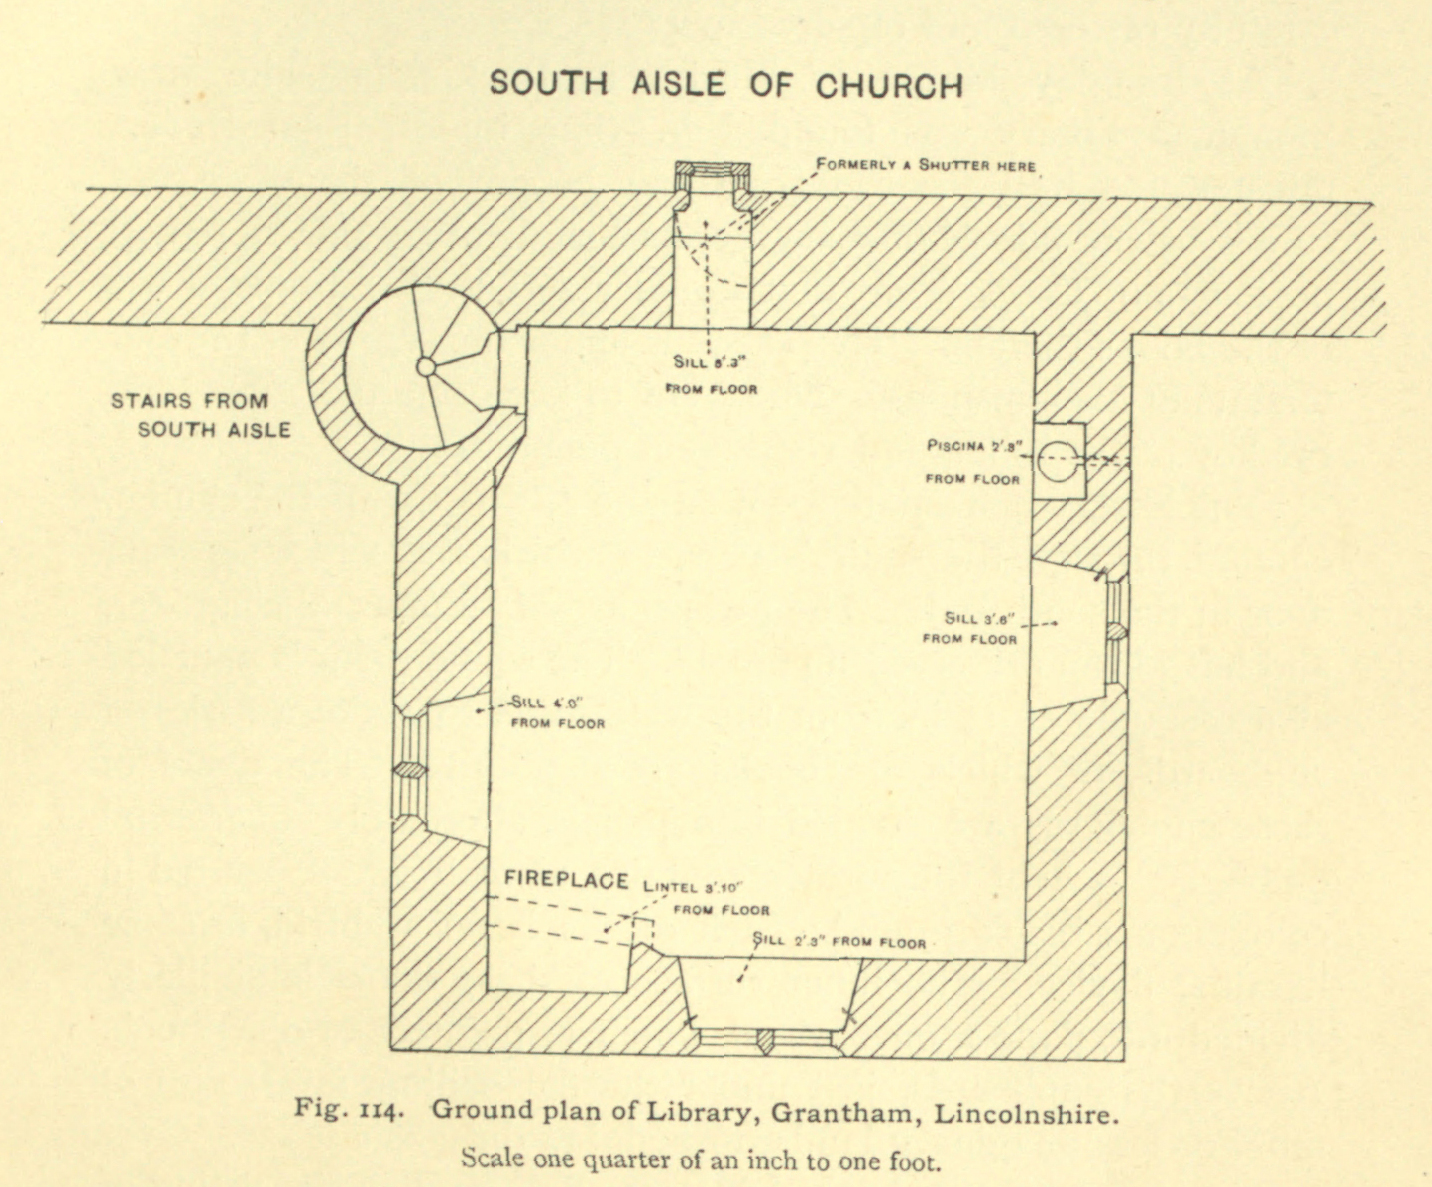 SOUTH AISLE OF CHURCH
FORMERLY A SHUTTER HERE
SILL
FROM FLOOR
STAIRS FROM
SOUTH AISLE
PISCINA 2'.8"
FROM FLOOR
SILL 3'.6"
FROM FLOOR
SILL 4'.0"
FROM FLOOR
FIREPLACE
LINTEL 3'.10"
FROM FLOOR
SILL 2'.3" FROM FLOOR
Fig. 114. Ground plan of Library, Grantham, Lincolnshire.
Scale one quarter of an inch to one foot.